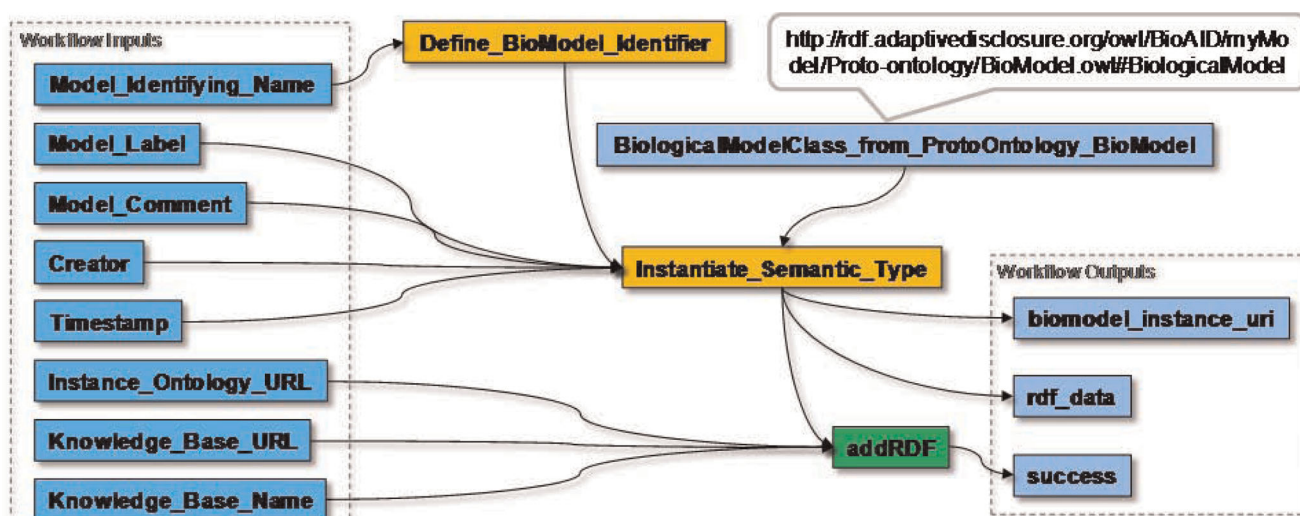 Workflow Inputs
Model_Identifying_Name
Model_Label
Model_Comment
Creator
Timestamp
Instance_Ontology_URL
Knowledge_Base_URL
Knowledge_Base_Name
Define_BioModel_Identifier
http://rdf.adaptivedisclosure.org/owl/BioAID/myMo
del/Proto-ontology/BioModel.owl#BiologicalModel
BiologicalModelClass_from_ProtoOntology_BioModel
Instantiate_Semantic_Type
addRDF
Workflow Outputs
biomodel_instance_uri
rdf_data
success